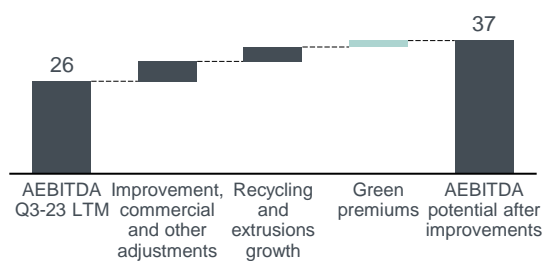 37
26
AEBITDA
Q3-23 LTM
Improvement,
commercial
and other
adjustments
Recycling
and
extrusions
growth
Green
premiums
AEBITDA
potential after
improvements